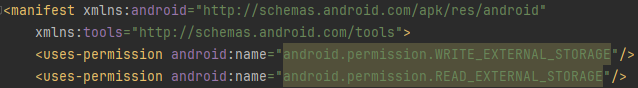 <manifest xmlns:android="http://schemas.android.com/apk/res/android"
xmlns:tools="http://schemas.android.com/tools">
<uses-permission android:name="android.permission.WRITE_EXTERNAL_STORAGE"/>
<uses-permission android:name="android.permission.READ_EXTERNAL_STORAGE"/>